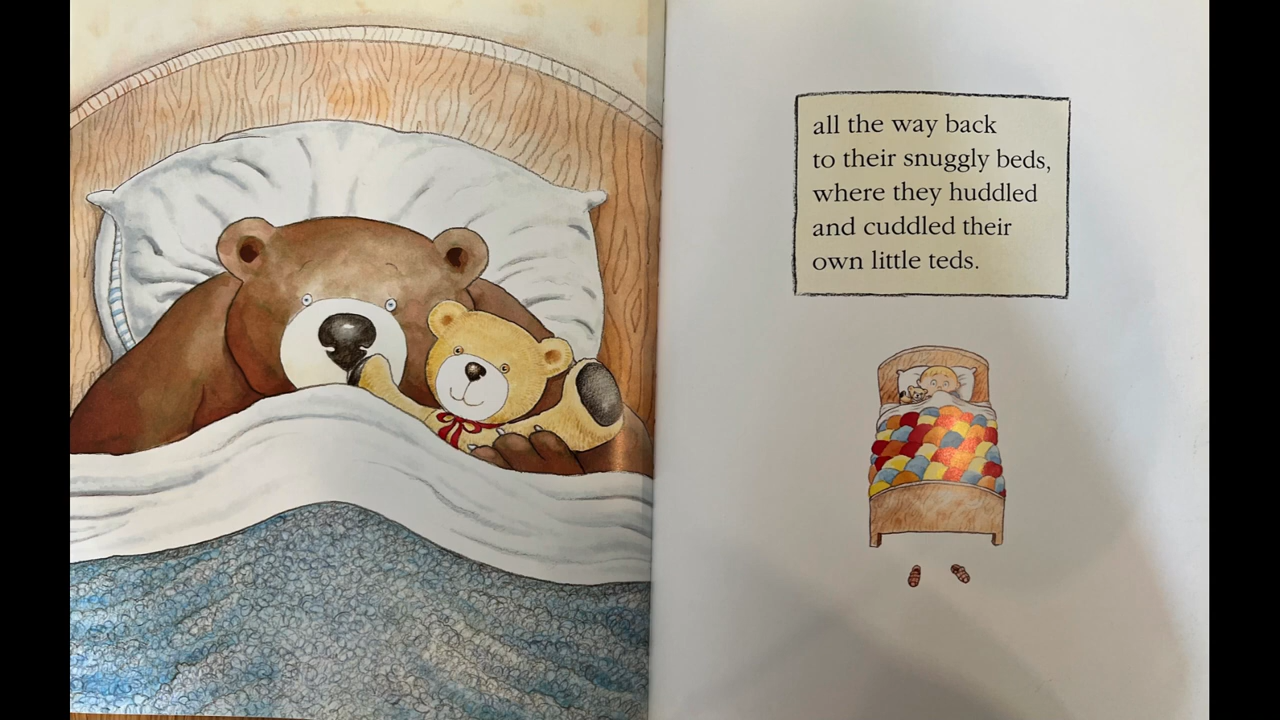 all the way back
to their snuggly beds,
where they huddled
and cuddled their
own little teds.